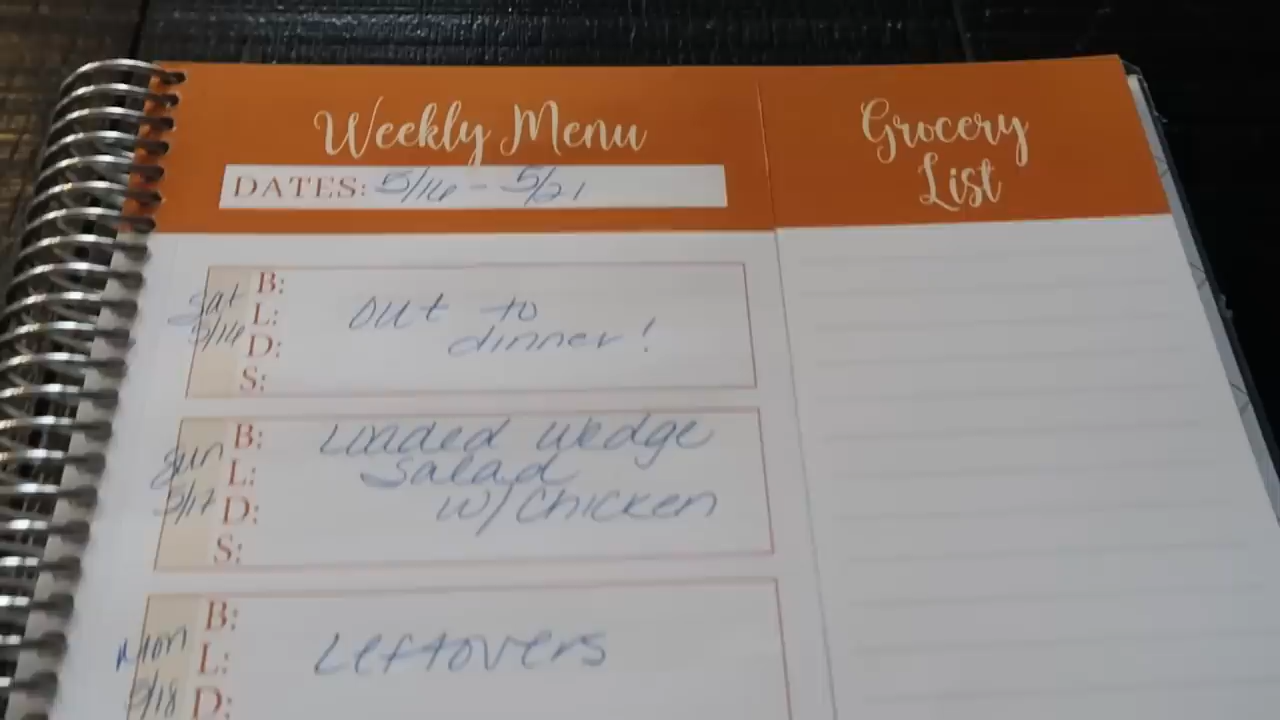 Weekly Menu
DATES: 5/16 - 5/21
Grocery
List
Sat
5/16
B:
L:
D:
S:
Out to
dinner!
Sun
5/17
B:
L:
D:
S:
Loaded wedge
salad
w/ chicken
Mon
5/18
B:
L:
D:
Leftovers